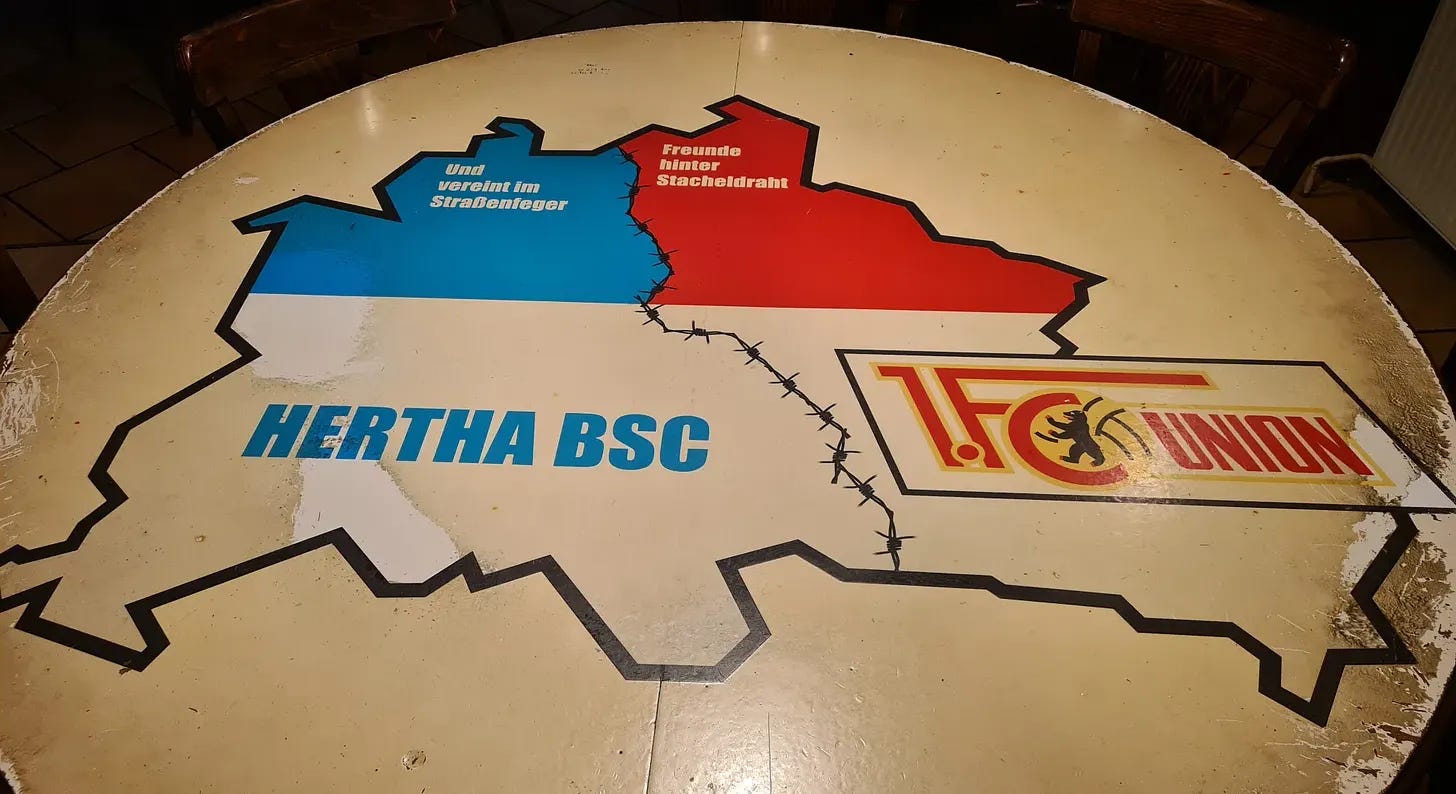 Und
vereint im
Straßenfeger
Freunde
hinter
Stacheldraht
HERTHA BSC
1.FC UNION